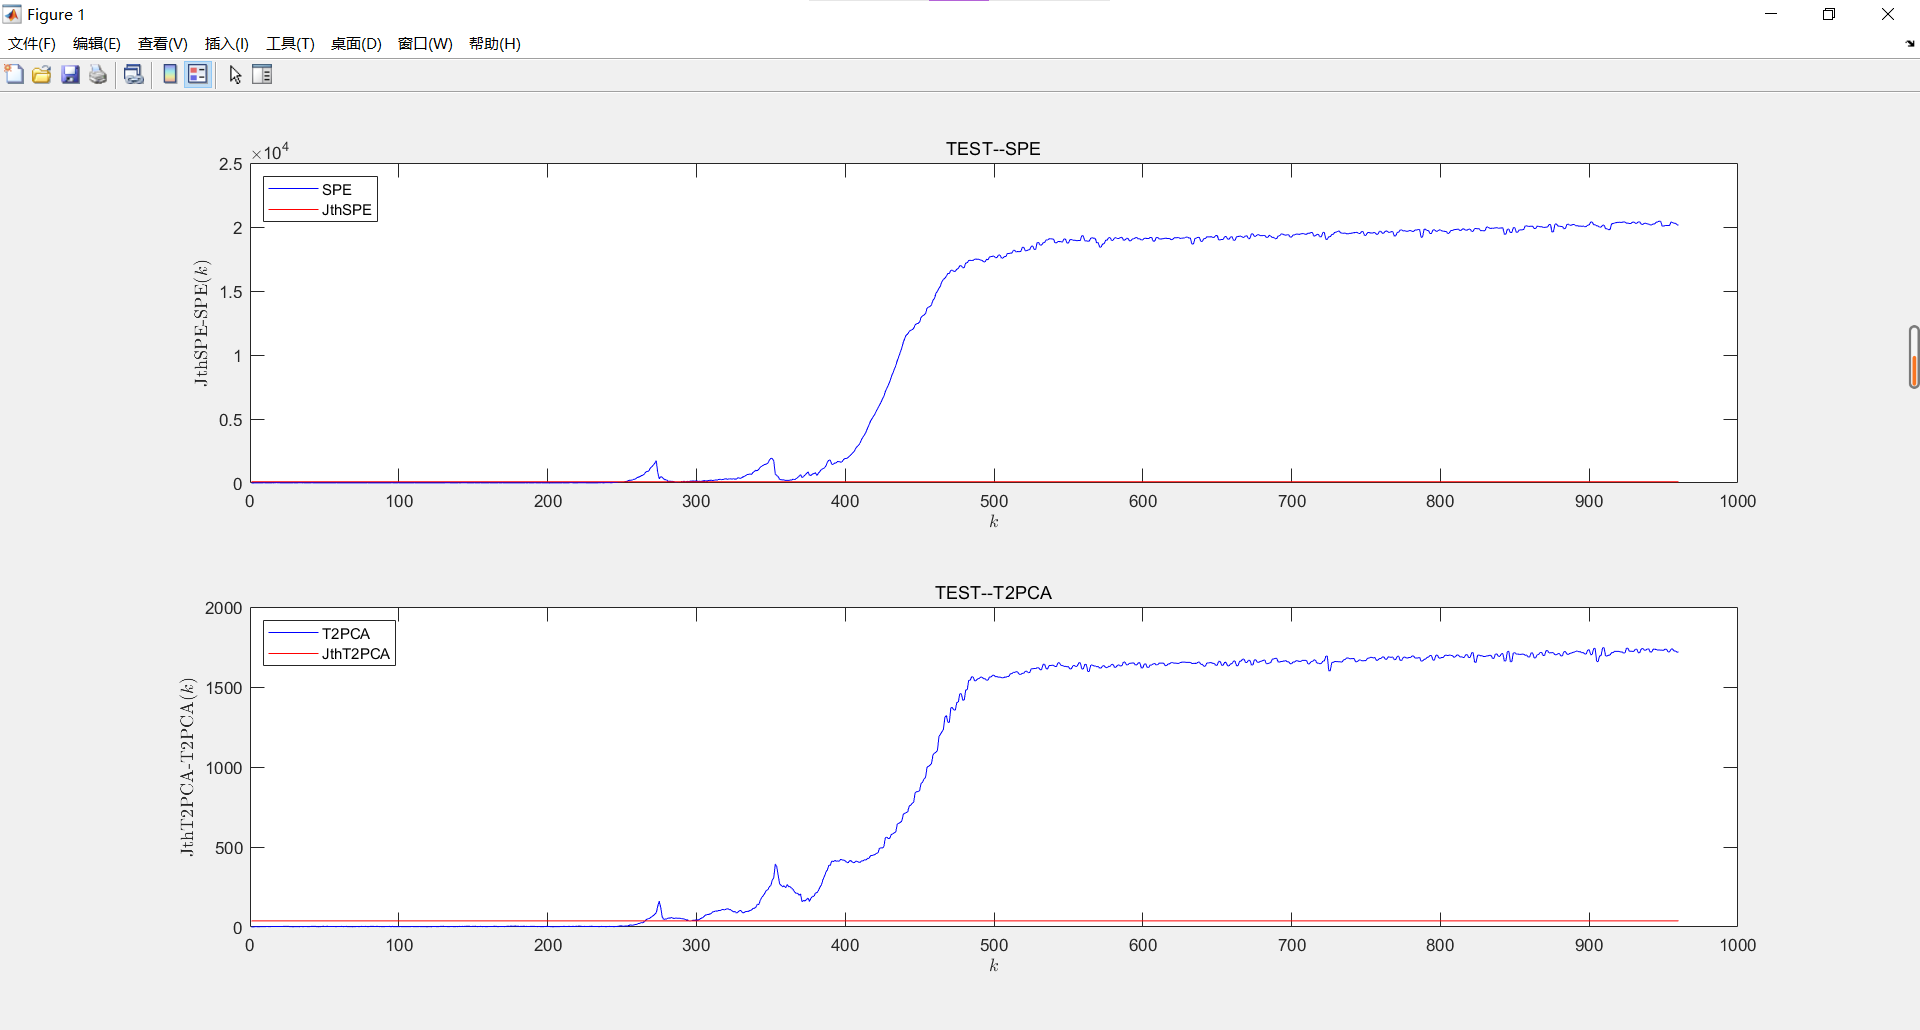 Figure 1
文件(F) 编辑(E) 查看(V) 插入(I) 工具(T) 桌面(D) 窗口(W) 帮助(H)
TEST--SPE
×10⁴
2.5
2
1.5
1
0.5
0
JthSPE-SPE(k)
SPE
JthSPE
0 100 200 300 400 500 600 700 800 900 1000
k
TEST--T2PCA
2000
1500
1000
500
0
JthT2PCA-T2PCA(k)
T2PCA
JthT2PCA
0 100 200 300 400 500 600 700 800 900 1000
k